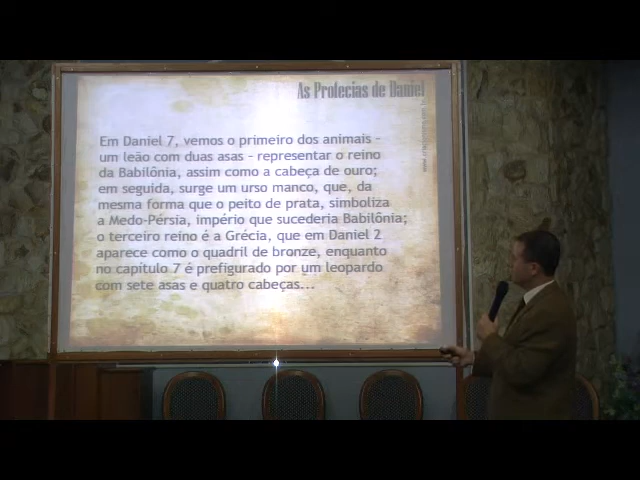 As Profecias de Daniel
Em Daniel 7, vemos o primeiro dos animais -
um leão com duas asas - representar o reino
da Babilônia, assim como a cabeça de ouro;
em seguida, surge um urso manco, que, da
mesma forma que o peito de prata, simboliza
a Medo-Pérsia, império que sucederia Babilônia;
o terceiro reino é a Grécia, que em Daniel 2
aparece como o quadril de bronze, enquanto
no capítulo 7 é prefigurado por um leopardo
com sete asas e quatro cabeças...